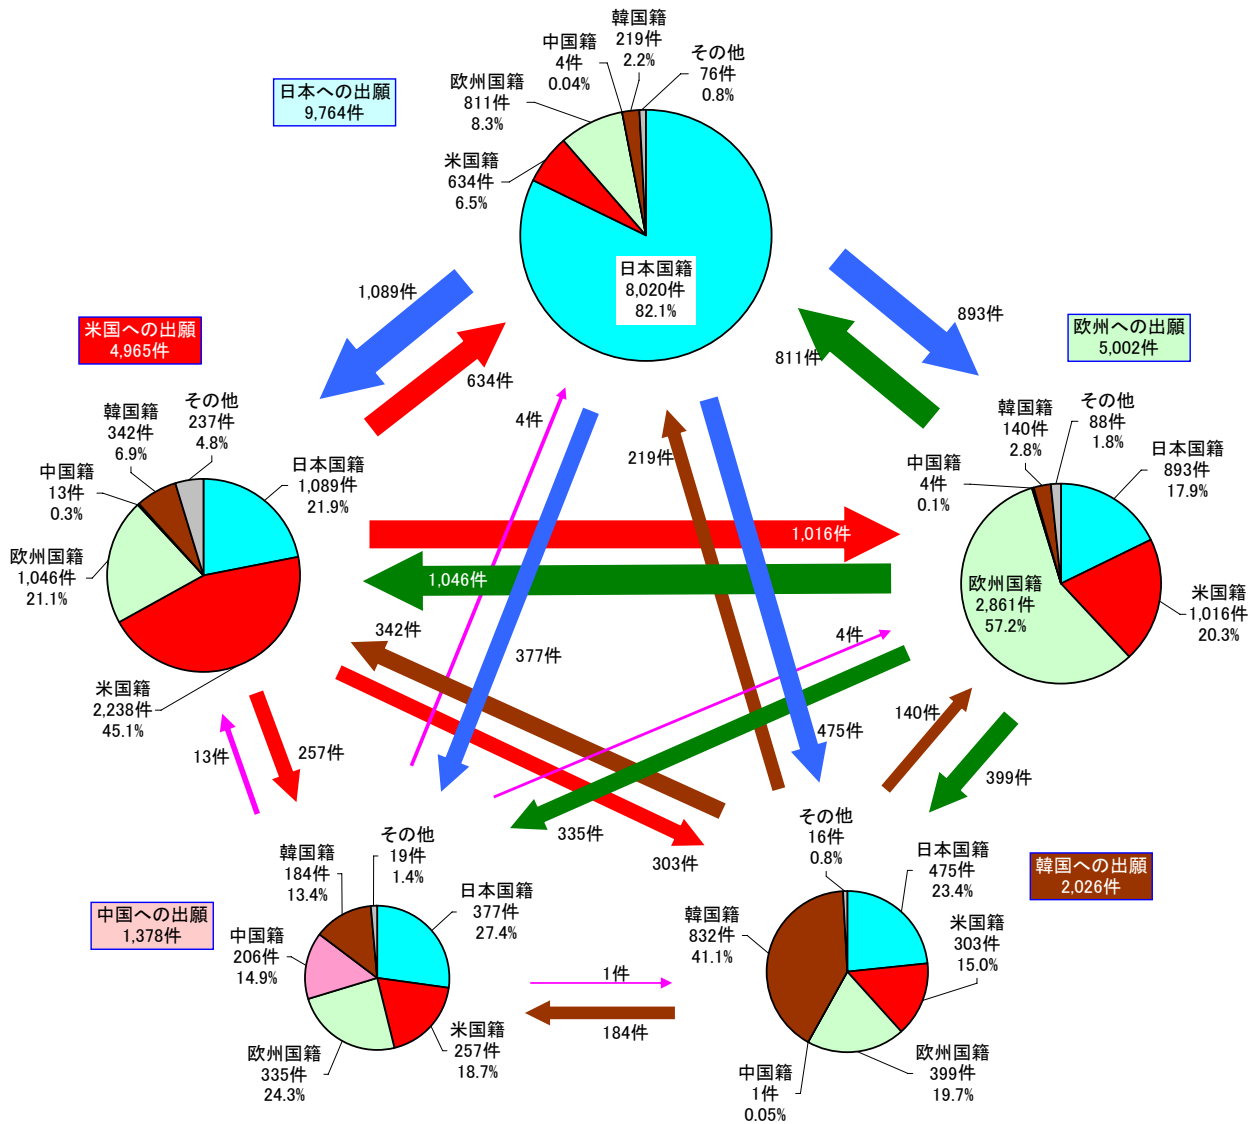 日本への出願
9,764件
韓国籍
219件
2.2%
中国籍
4件
0.04%
その他
76件
0.8%
欧州国籍
811件
8.3%
米国籍
634件
6.5%
日本国籍
8,020件
82.1%
1,089件
634件
893件
811件
米国への出願
4,965件
欧州への出願
5,002件
その他
237件
4.8%
韓国籍
342件
6.9%
中国籍
13件
0.3%
日本国籍
1,089件
21.9%
欧州国籍
1,046件
21.1%
米国籍
2,238件
45.1%
その他
88件
1.8%
韓国籍
140件
2.8%
中国籍
4件
0.1%
日本国籍
893件
17.9%
欧州国籍
2,861件
57.2%
米国籍
1,016件
20.3%
4件
219件
1,016件
1,046件
342件
377件
4件
475件
140件
399件
13件
257件
335件
303件
中国への出願
1,378件
その他
19件
1.4%
韓国籍
184件
13.4%
日本国籍
377件
27.4%
中国籍
206件
14.9%
米国籍
257件
18.7%
欧州国籍
335件
24.3%
1件
184件
韓国への出願
2,026件
その他
16件
0.8%
日本国籍
475件
23.4%
韓国籍
832件
41.1%
米国籍
303件
15.0%
欧州国籍
399件
19.7%
中国籍
1件
0.05%